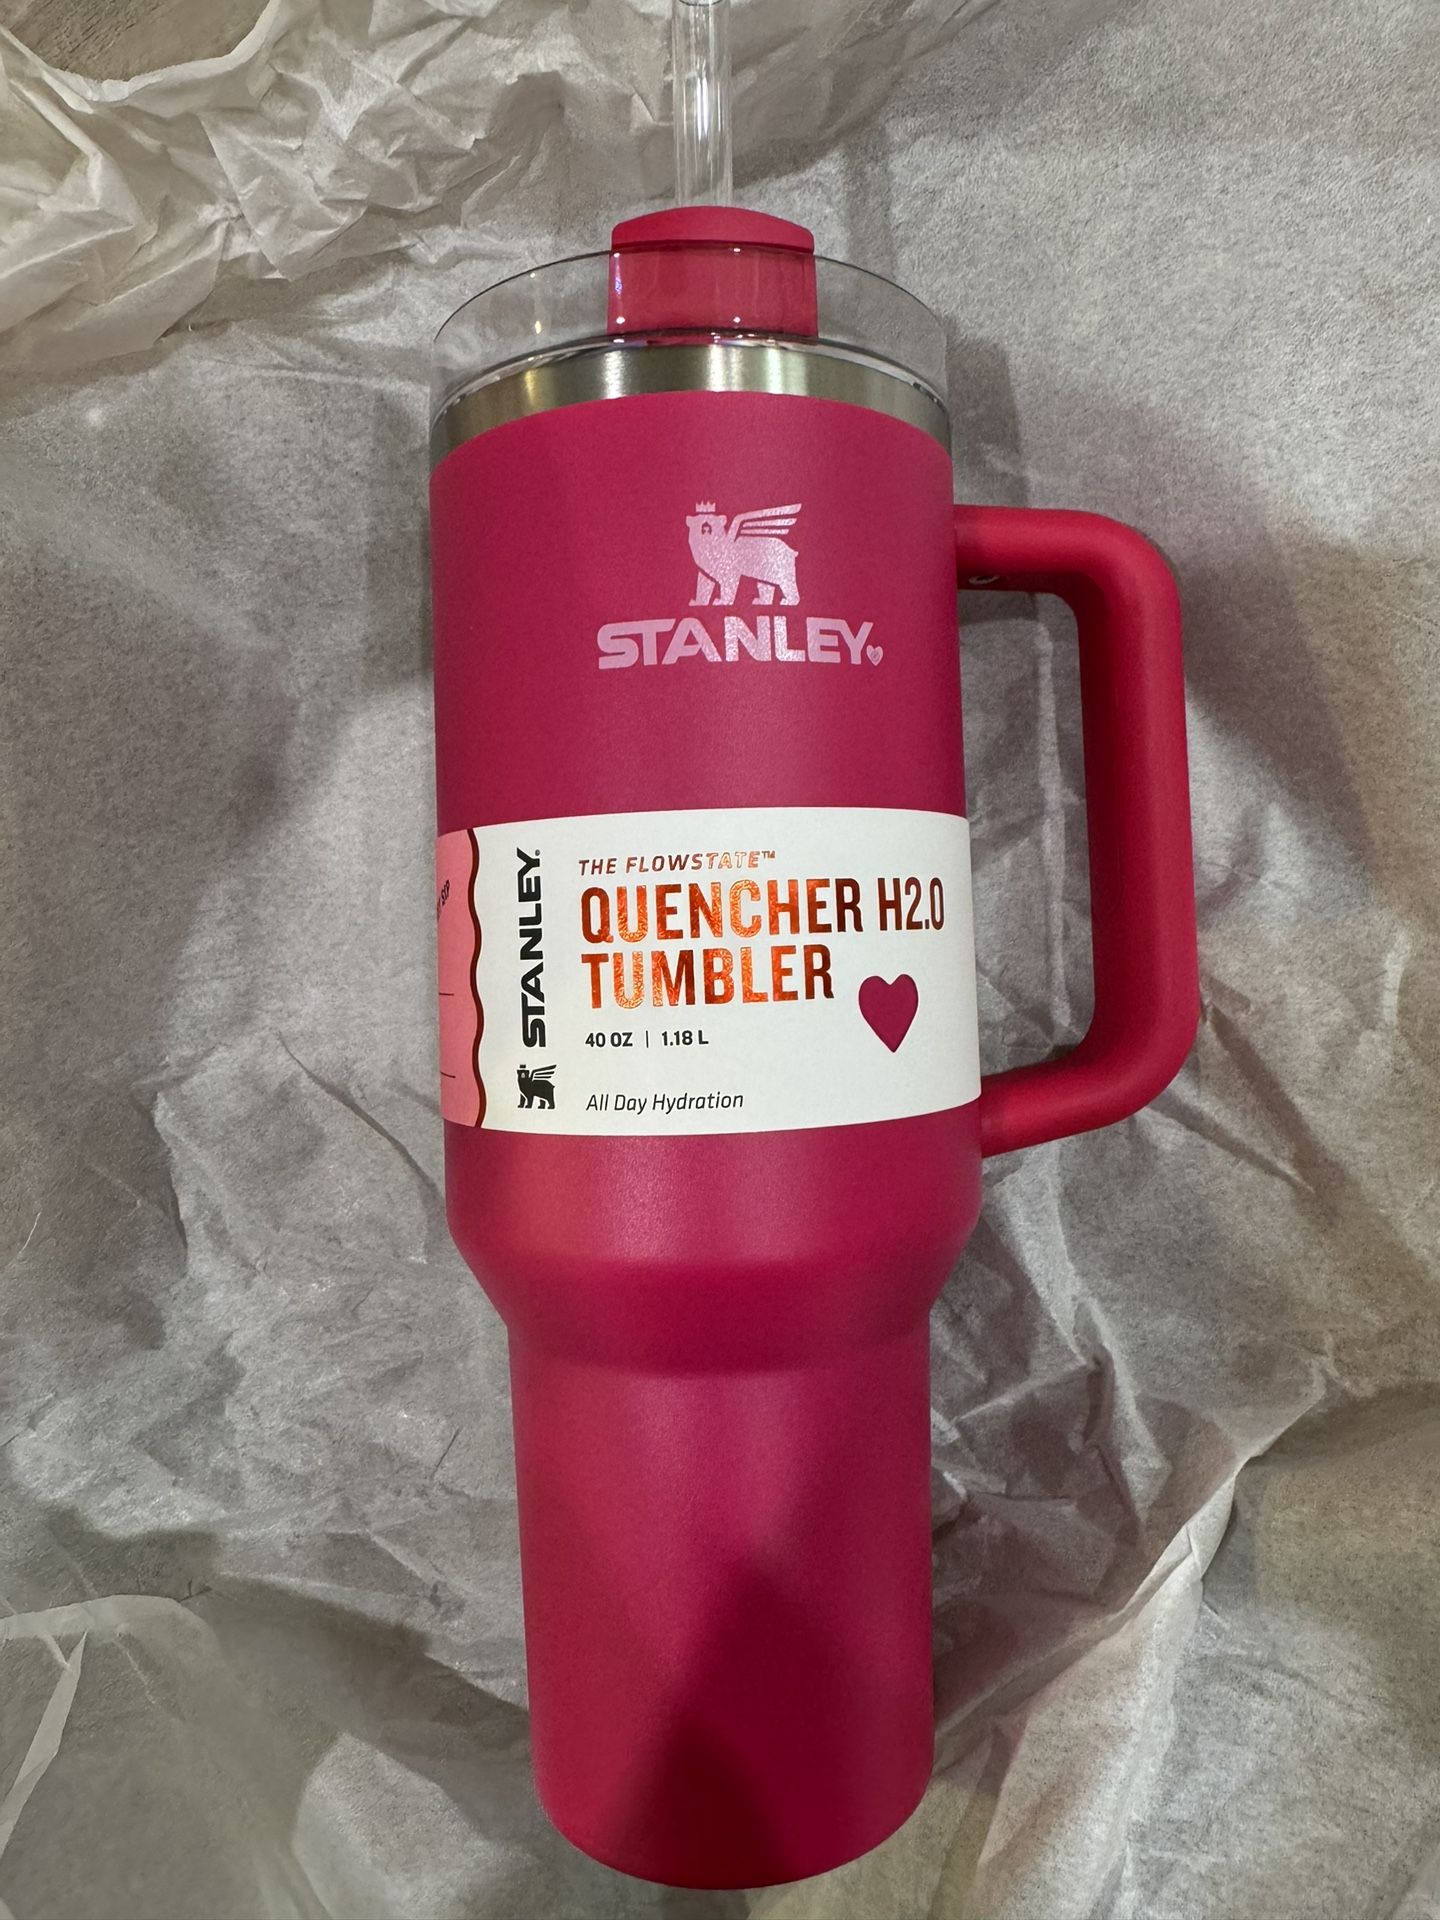 STANLEY
STANLEY®
THE FLOWSTATE™
QUENCHER H2.0
TUMBLER
40 OZ | 1.18 L
All Day Hydration